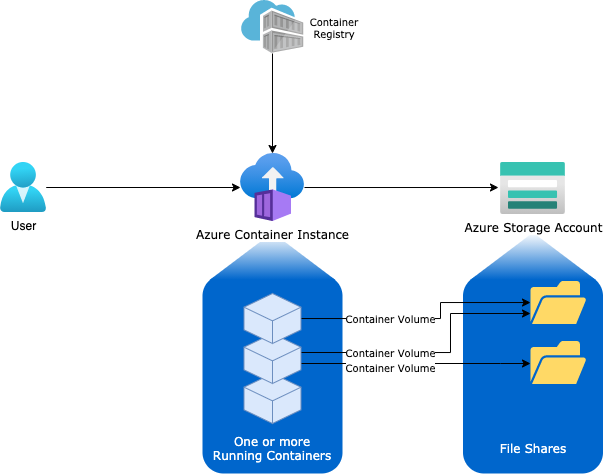 Container
Registry
User
Azure Container Instance
Azure Storage Account
Container Volume
Container Volume
Container Volume
One or more
Running Containers
File Shares